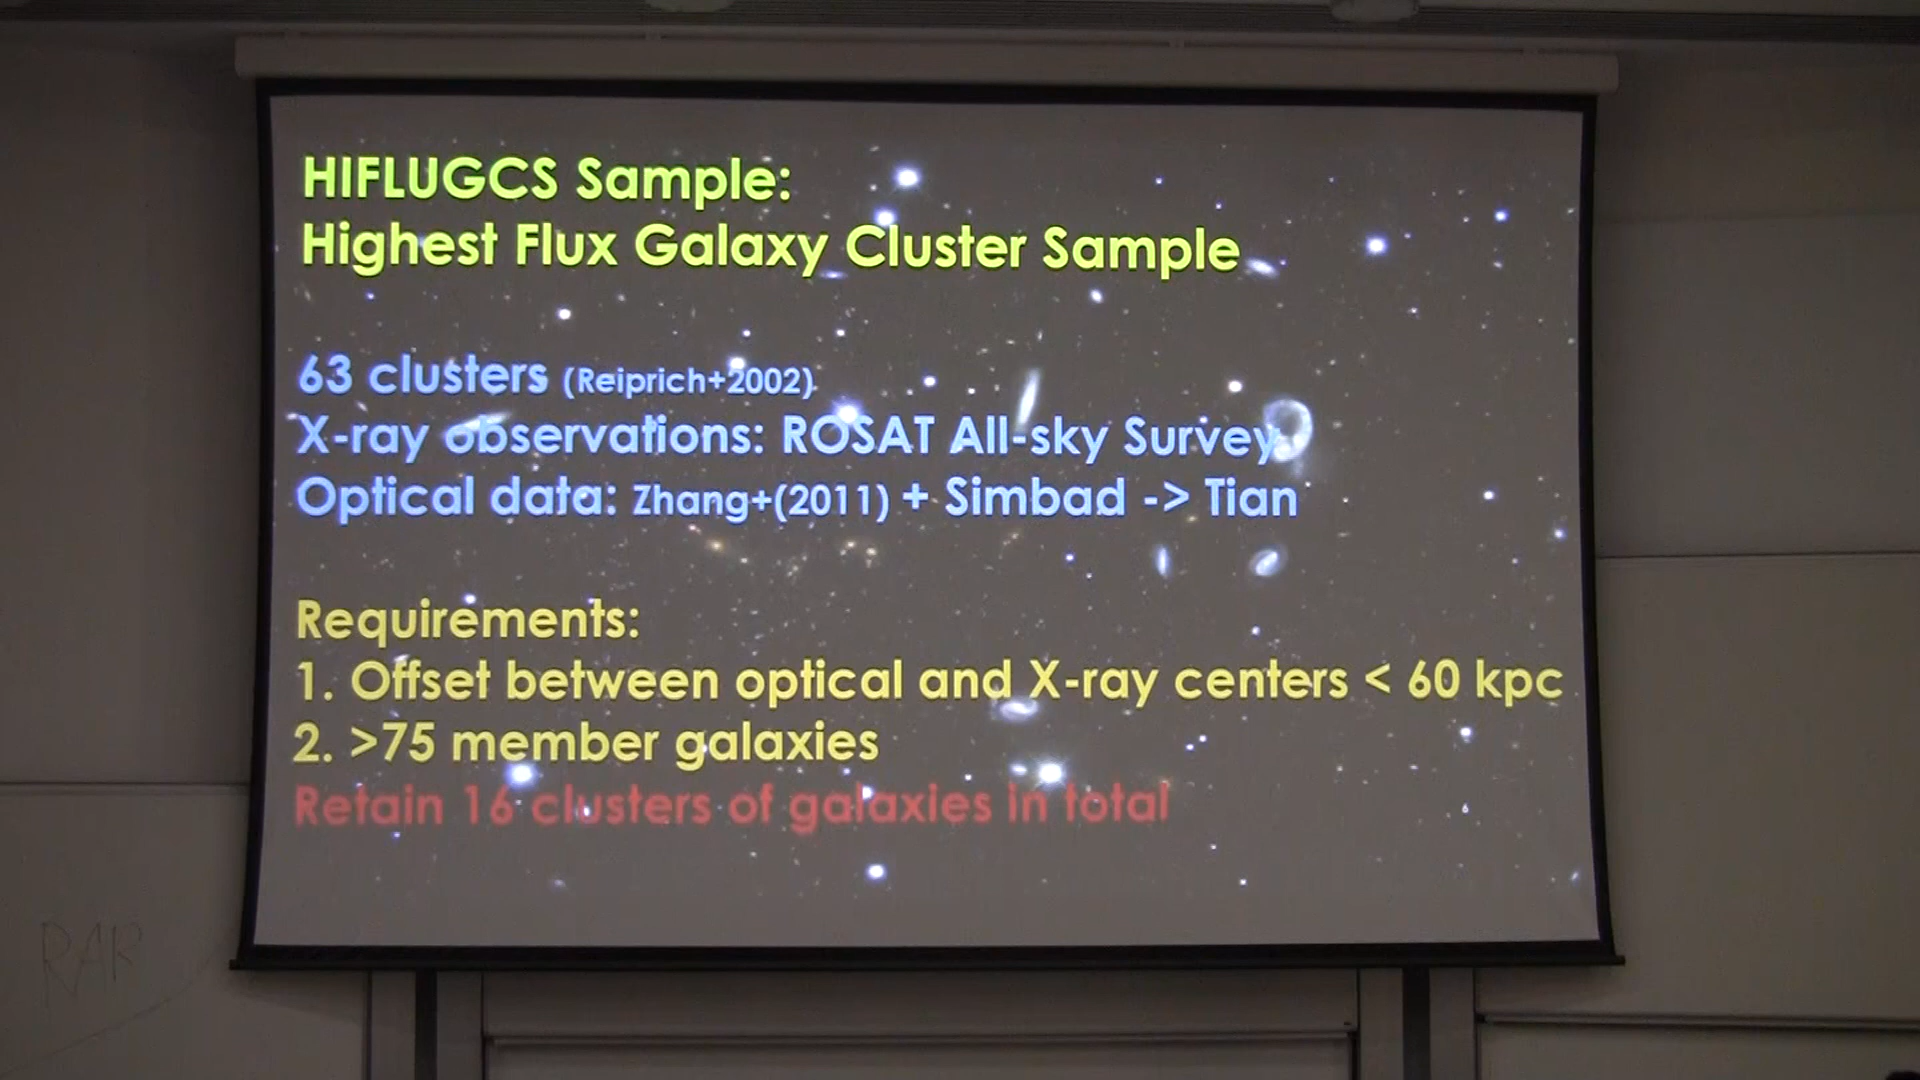 HIFLUGCS Sample:
Highest Flux Galaxy Cluster Sample
63 clusters (Reiprich+2002)
X-ray observations: ROSAT All-sky Survey
Optical data: Zhang+(2011) + Simbad -> Tian
Requirements:
1. Offset between optical and X-ray centers < 60 kpc
2. >75 member galaxies
Retain 16 clusters of galaxies in total
RAR